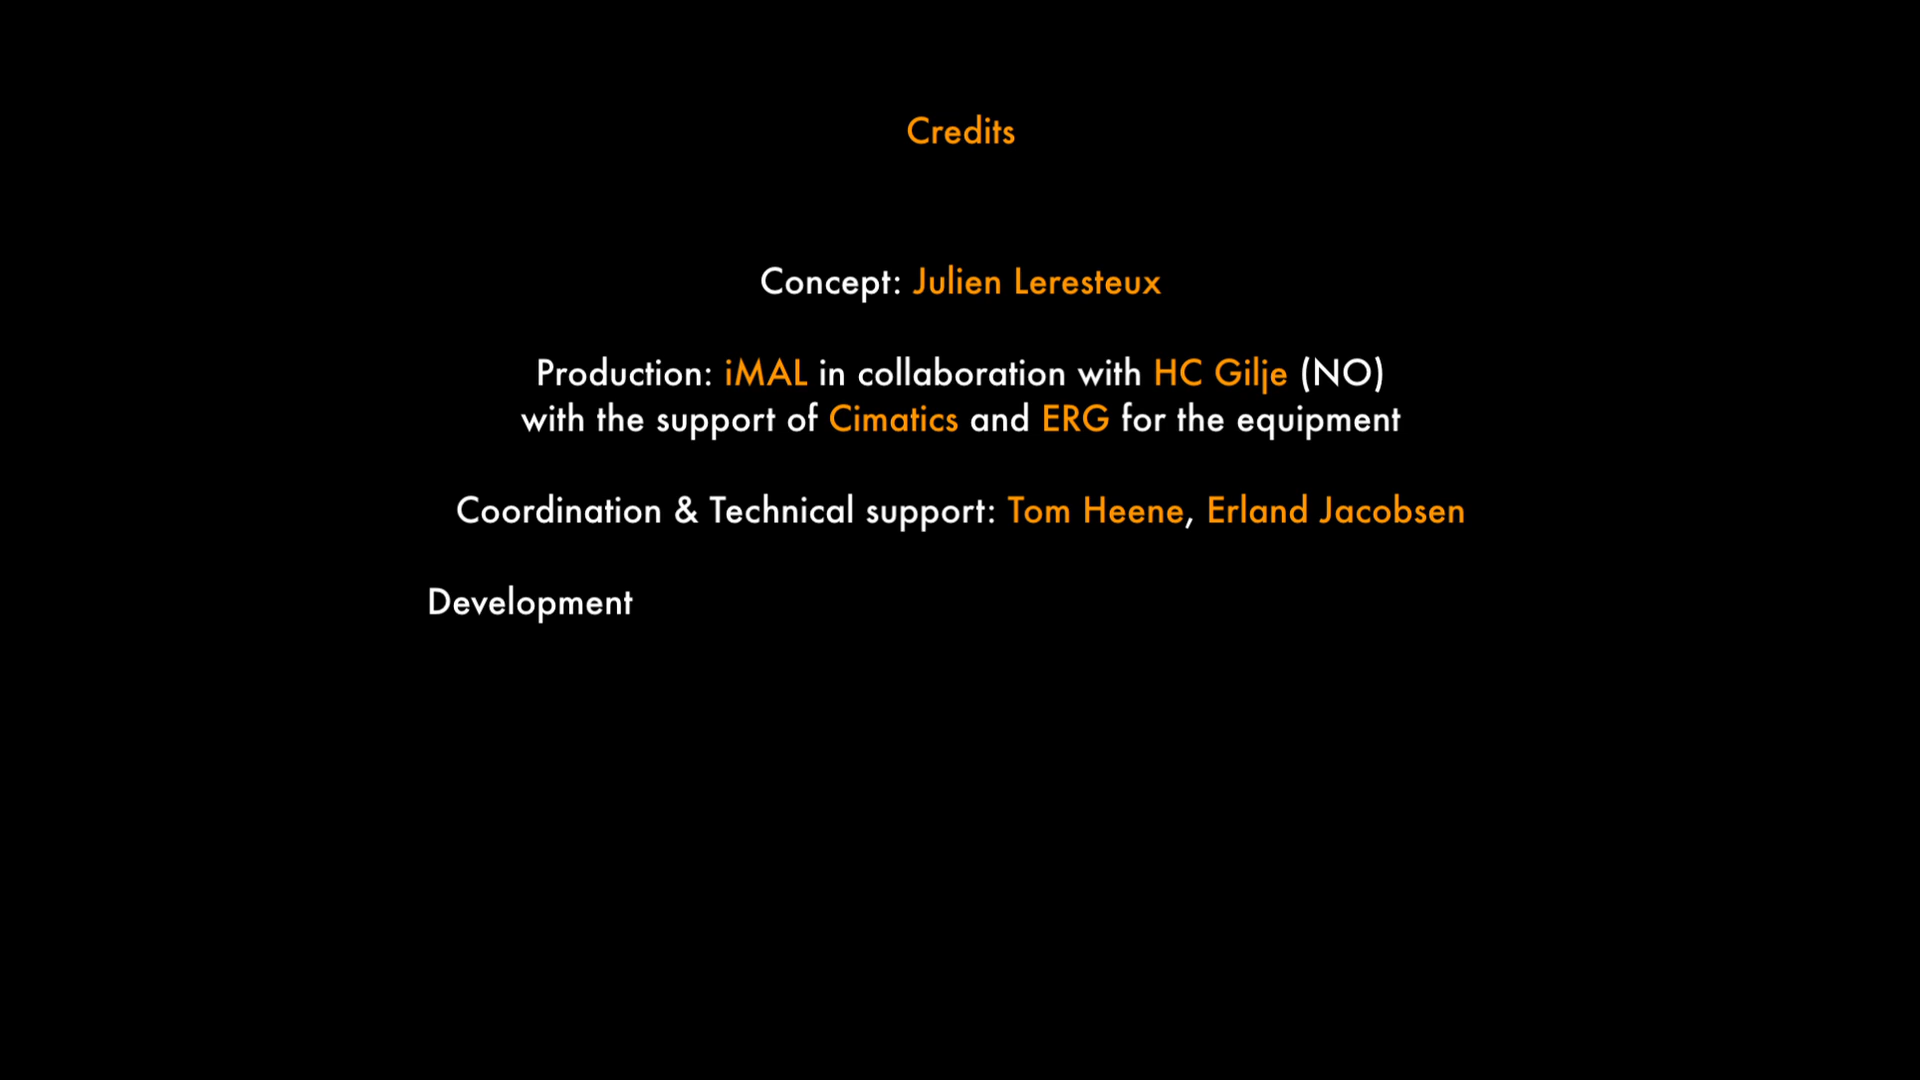 Credits
Concept: Julien Leresteux
Production: iMAL in collaboration with HC Gilje (NO)
with the support of Cimatics and ERG for the equipment
Coordination & Technical support: Tom Heene, Erland Jacobsen
Development